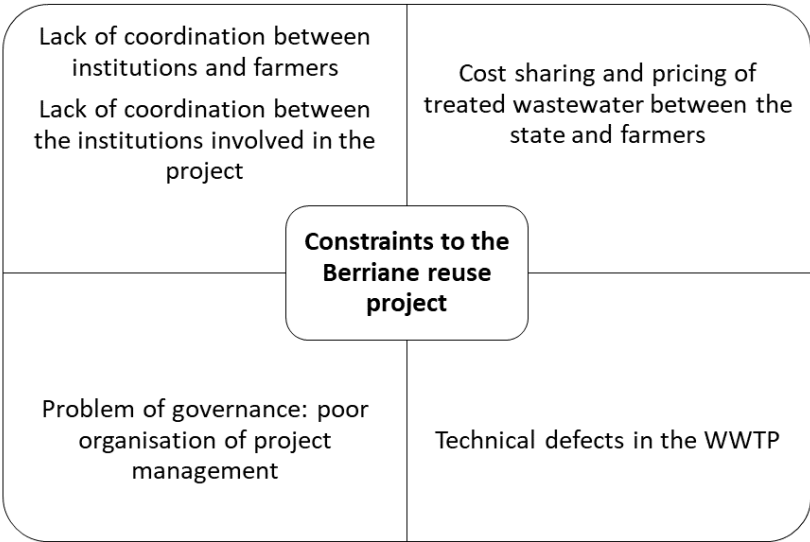 Lack of coordination between
institutions and farmers
Lack of coordination between
the institutions involved in the
project
Cost sharing and pricing of
treated wastewater between the
state and farmers
Constraints to the
Berriane reuse
project
Problem of governance: poor
organisation of project
management
Technical defects in the WWTP